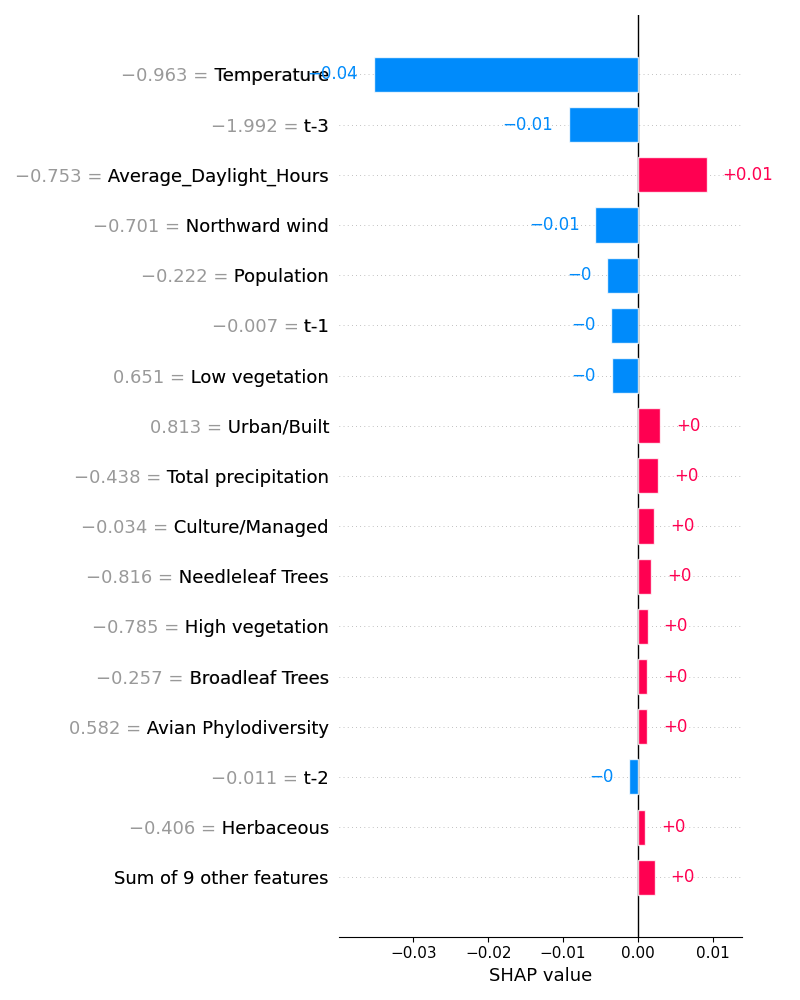 −0.963 = Temperature −0.04
−1.992 = t-3 −0.01
−0.753 = Average_Daylight_Hours +0.01
−0.701 = Northward wind −0.01
−0.222 = Population −0
−0.007 = t-1 −0
0.651 = Low vegetation −0
0.813 = Urban/Built +0
−0.438 = Total precipitation +0
−0.034 = Culture/Managed +0
−0.816 = Needleleaf Trees +0
−0.785 = High vegetation +0
−0.257 = Broadleaf Trees +0
0.582 = Avian Phylodiversity +0
−0.011 = t-2 −0
−0.406 = Herbaceous +0
Sum of 9 other features +0
−0.03 −0.02 −0.01 0.00 0.01
SHAP value